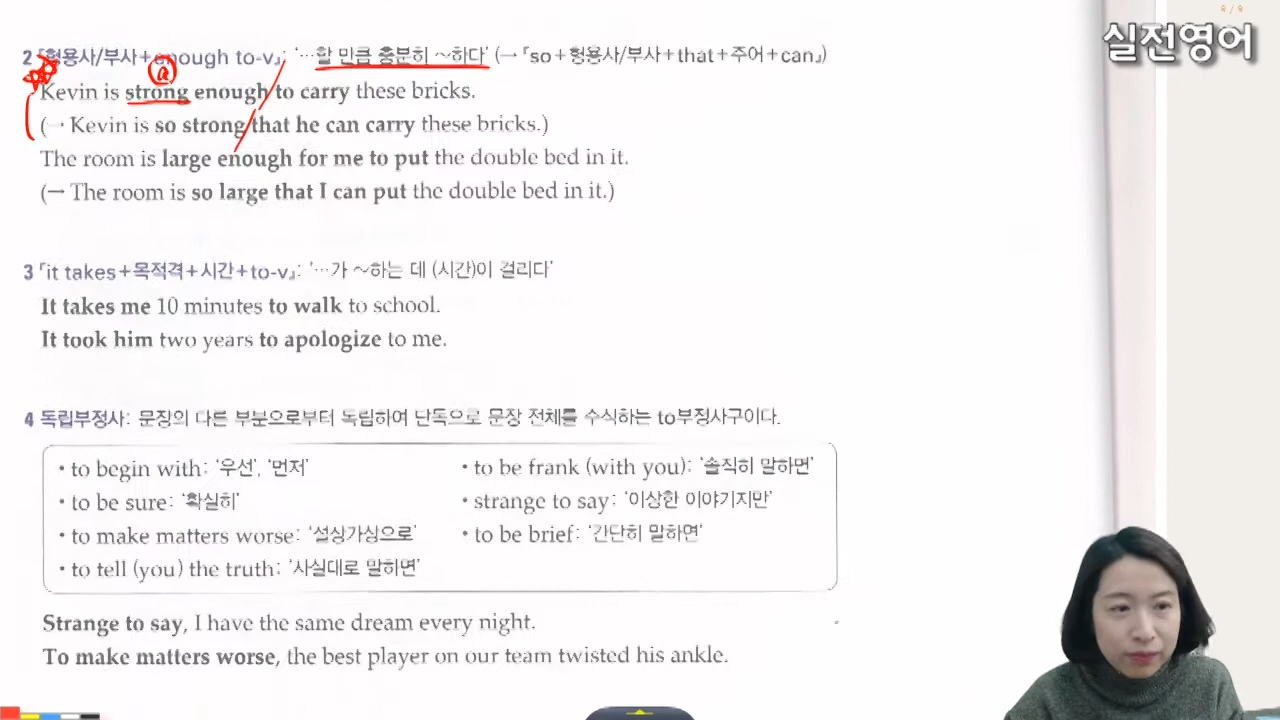 실전영어
2 「형용사/부사+enough to-v」: '…할 만큼 충분히 ~하다' (→「so+형용사/부사+that+주어+can」)
ⓐ
Kevin is strong enough to carry these bricks.
(→ Kevin is so strong that he can carry these bricks.)
The room is large enough for me to put the double bed in it.
(→ The room is so large that I can put the double bed in it.)
3 「it takes+목적격+시간+to-v」: '…가 ~하는 데 (시간)이 걸리다'
It takes me 10 minutes to walk to school.
It took him two years to apologize to me.
4 독립부정사: 문장의 다른 부분으로부터 독립하여 단독으로 문장 전체를 수식하는 to부정사구이다.
• to begin with: '우선', '먼저'
• to be sure: '확실히'
• to make matters worse: '설상가상으로'
• to tell (you) the truth: '사실대로 말하면'
• to be frank (with you): '솔직히 말하면'
• strange to say: '이상한 이야기지만'
• to be brief: '간단히 말하면'
Strange to say, I have the same dream every night.
To make matters worse, the best player on our team twisted his ankle.